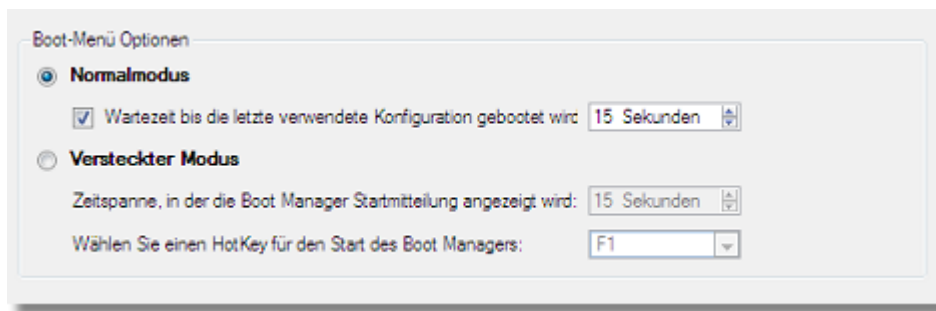 Boot-Menü Optionen
Normalmodus
Wartezeit bis die letzte verwendete Konfiguration gebootet wird 15 Sekunden
Versteckter Modus
Zeitspanne, in der die Boot Manager Startmitteilung angezeigt wird: 15 Sekunden
Wählen Sie einen HotKey für den Start des Boot Managers: F1